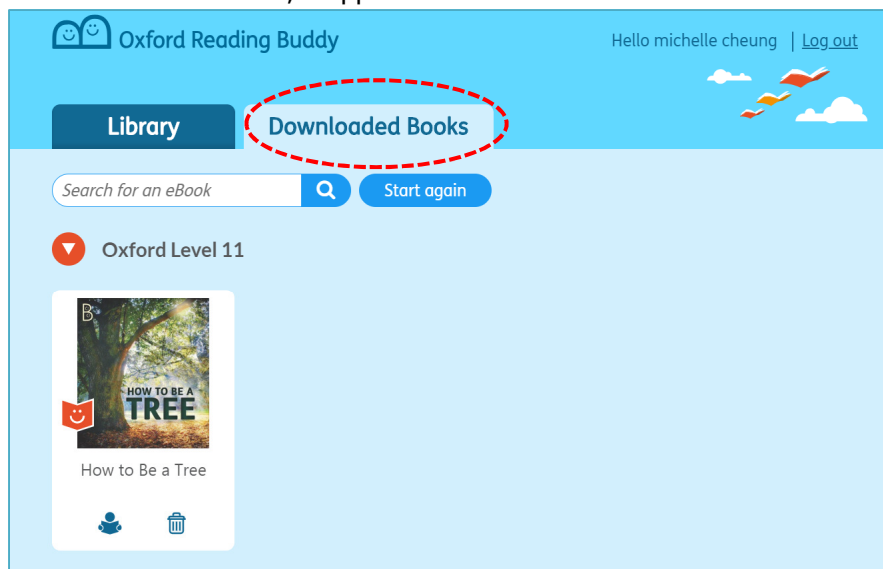 Oxford Reading Buddy
Hello michelle cheung | Log out
Library
Downloaded Books
Search for an eBook
Start again
Oxford Level 11
B
HOW TO BE A
TREE
How to Be a Tree